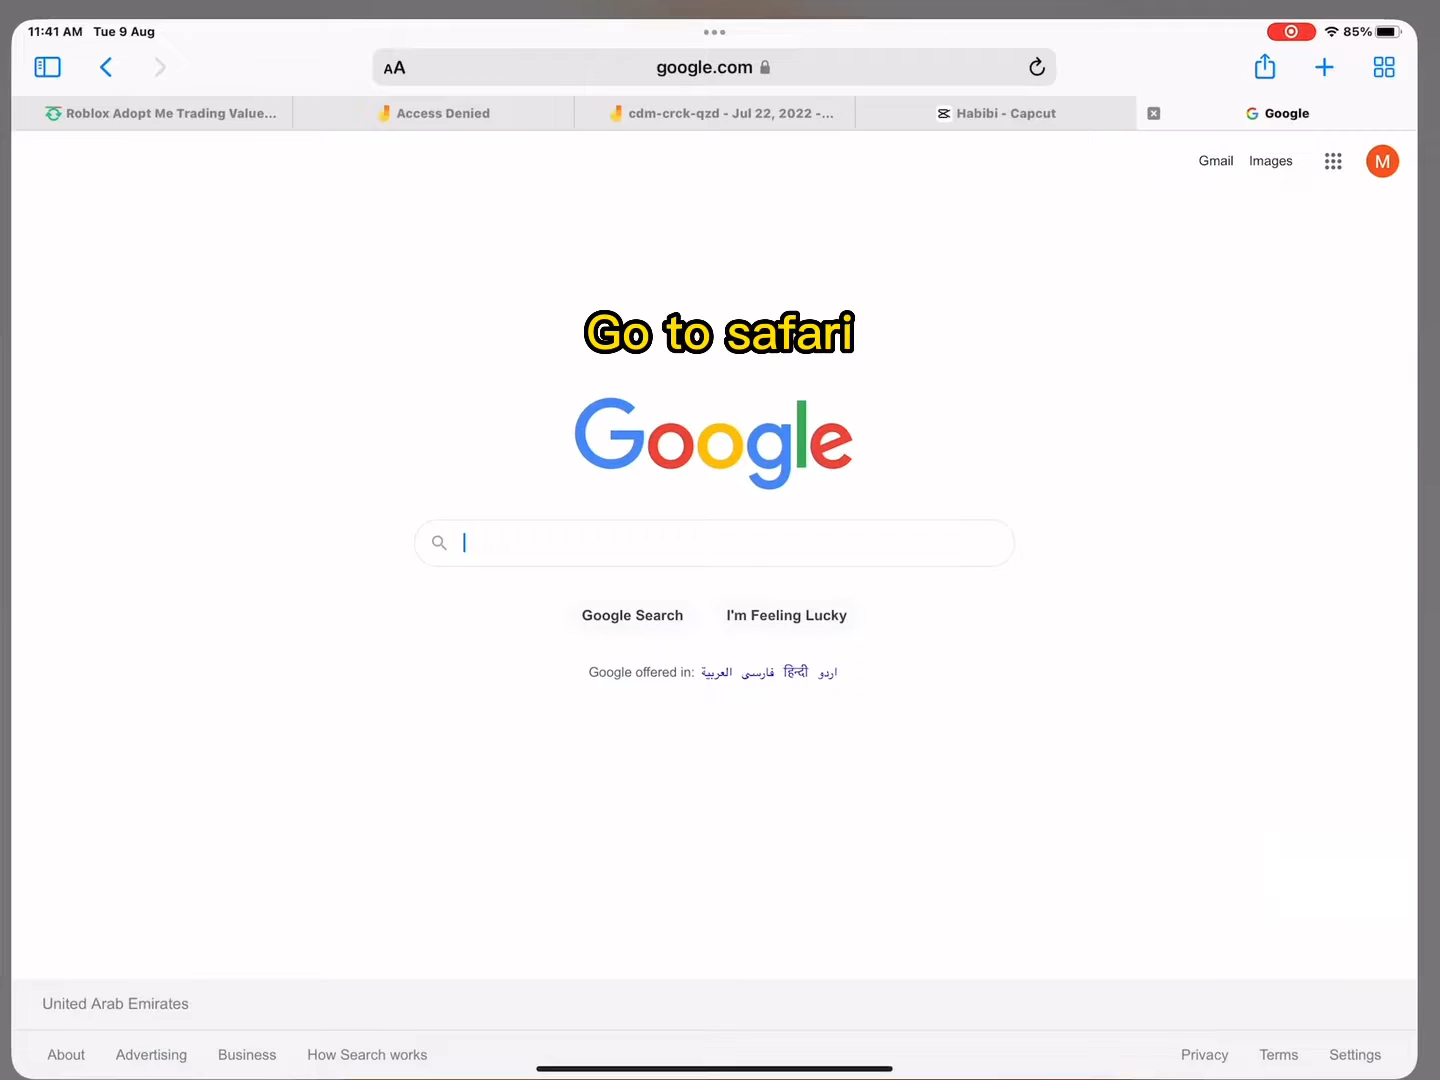 11:41 AM Tue 9 Aug
85%
AA google.com
Roblox Adopt Me Trading Value...
Access Denied
cdm-crck-qzd - Jul 22, 2022 -...
Habibi - Capcut
Google
Gmail Images
M
Go to safari
Google
Google Search I'm Feeling Lucky
Google offered in: العربية فارسی हिन्दी اردو
United Arab Emirates
About Advertising Business How Search works Privacy Terms Settings